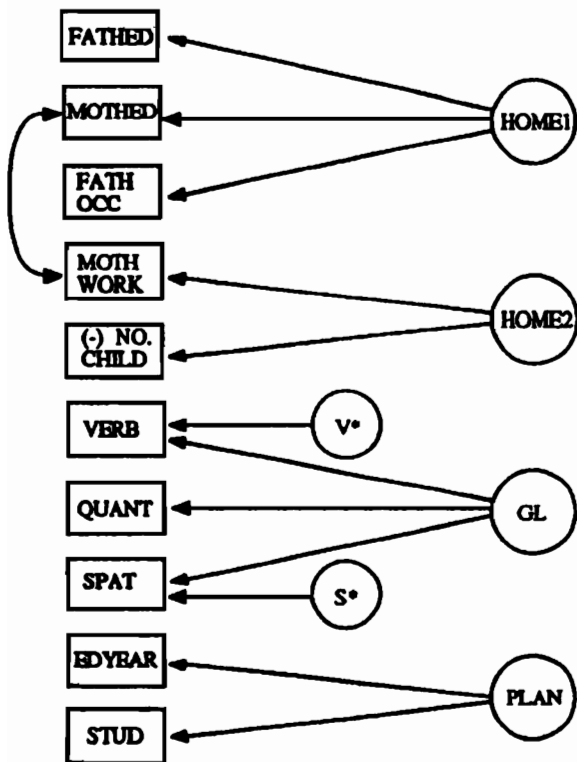 FATHED
MOTHED
HOME1
FATH
OCC
MOTH
WORK
HOME2
(-) NO.
CHILD
VERB
V*
QUANT
GL
SPAT
S*
EDYEAR
PLAN
STUD